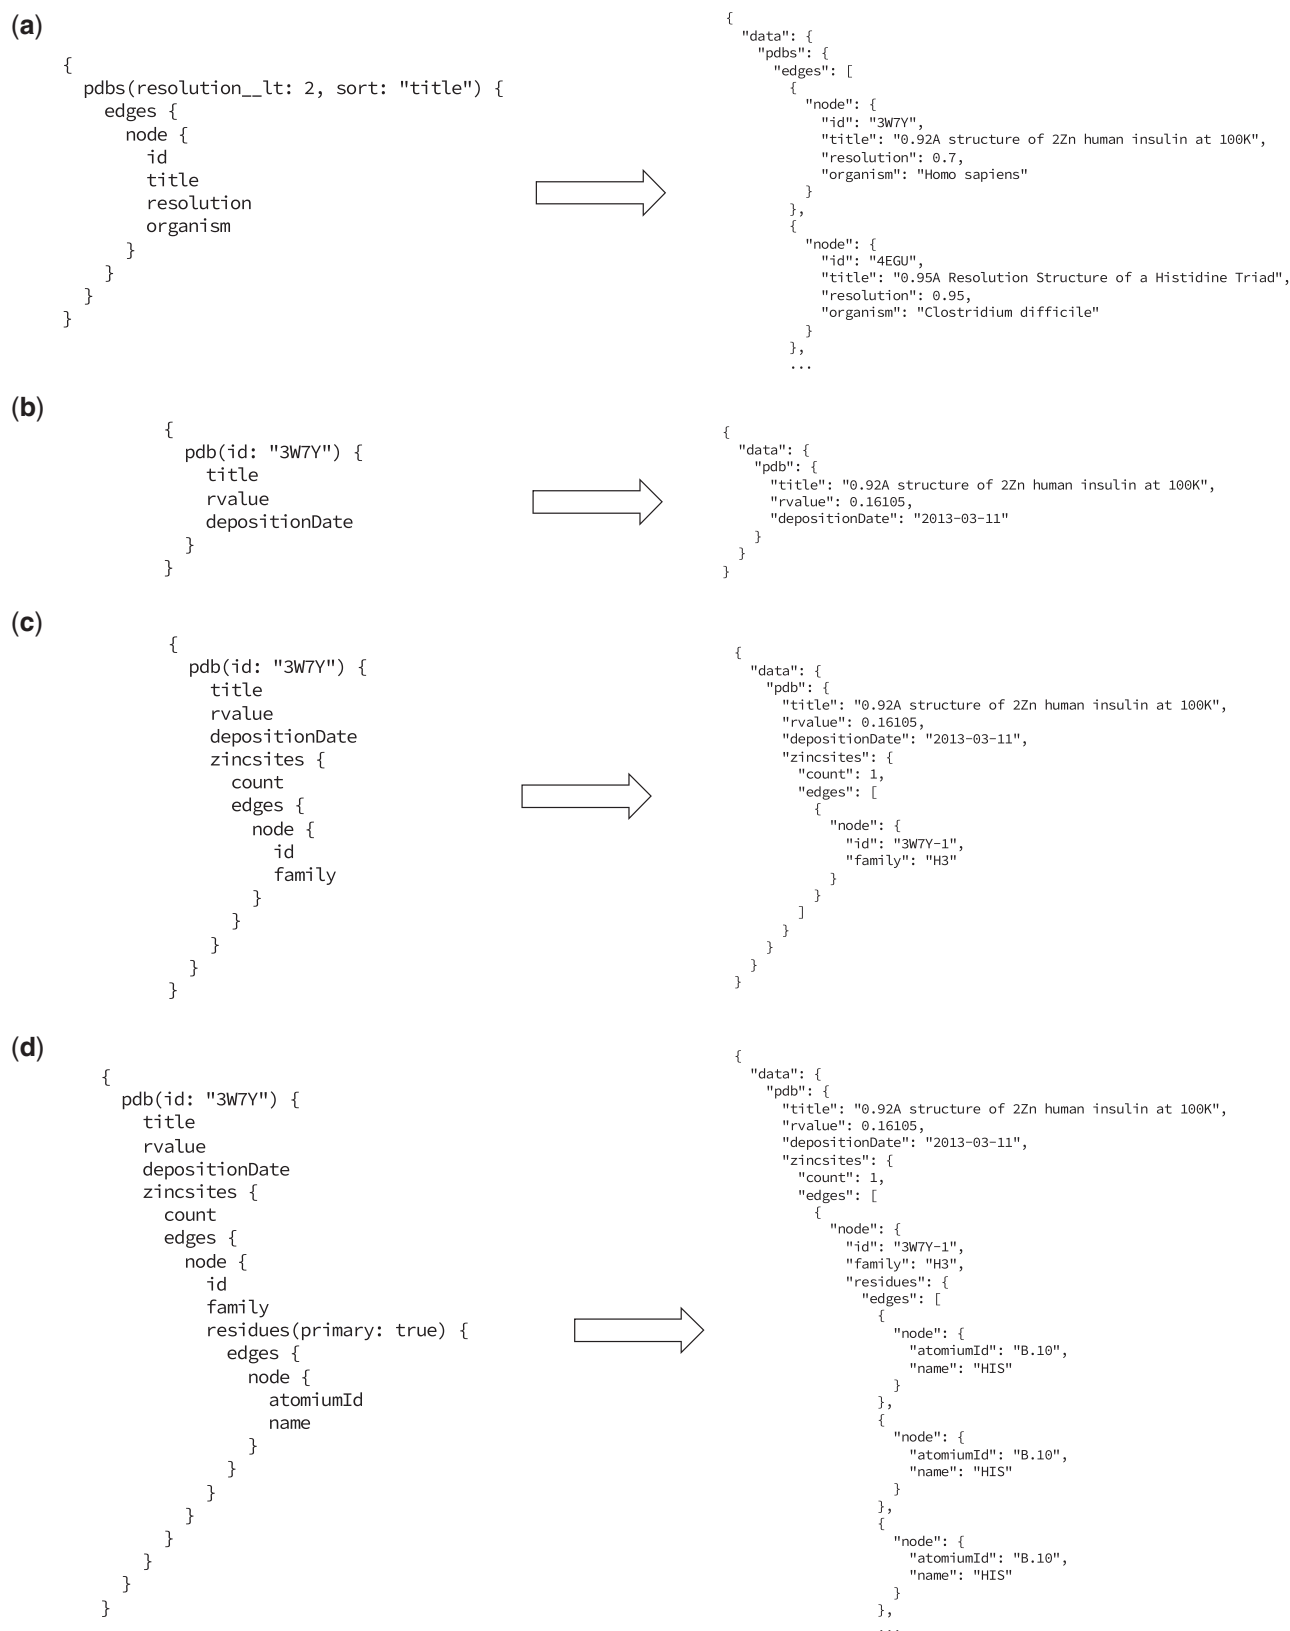 (a)
{
  pdbs(resolution__lt: 2, sort: "title") {
    edges {
      node {
        id
        title
        resolution
        organism
      }
    }
  }
}
{
  "data": {
    "pdbs": {
      "edges": [
        {
          "node": {
            "id": "3W7Y",
            "title": "0.92A structure of 2Zn human insulin at 100K",
            "resolution": 0.7,
            "organism": "Homo sapiens"
          }
        },
        {
          "node": {
            "id": "4EGU",
            "title": "0.95A Resolution Structure of a Histidine Triad",
            "resolution": 0.95,
            "organism": "Clostridium difficile"
          }
        },
        ...
(b)
{
  pdb(id: "3W7Y") {
    title
    rvalue
    depositionDate
  }
}
{
  "data": {
    "pdb": {
      "title": "0.92A structure of 2Zn human insulin at 100K",
      "rvalue": 0.16105,
      "depositionDate": "2013-03-11"
    }
  }
}
(c)
{
  pdb(id: "3W7Y") {
    title
    rvalue
    depositionDate
    zincsites {
      count
      edges {
        node {
          id
          family
        }
      }
    }
  }
}
{
  "data": {
    "pdb": {
      "title": "0.92A structure of 2Zn human insulin at 100K",
      "rvalue": 0.16105,
      "depositionDate": "2013-03-11",
      "zincsites": {
        "count": 1,
        "edges": [
          {
            "node": {
              "id": "3W7Y-1",
              "family": "H3"
            }
          }
        ]
      }
    }
  }
}
(d)
{
  pdb(id: "3W7Y") {
    title
    rvalue
    depositionDate
    zincsites {
      count
      edges {
        node {
          id
          family
          residues(primary: true) {
            edges {
              node {
                atomiumId
                name
              }
            }
          }
        }
      }
    }
  }
}
{
  "data": {
    "pdb": {
      "title": "0.92A structure of 2Zn human insulin at 100K",
      "rvalue": 0.16105,
      "depositionDate": "2013-03-11",
      "zincsites": {
        "count": 1,
        "edges": [
          {
            "node": {
              "id": "3W7Y-1",
              "family": "H3",
              "residues": {
                "edges": [
                  {
                    "node": {
                      "atomiumId": "B.10",
                      "name": "HIS"
                    }
                  },
                  {
                    "node": {
                      "atomiumId": "B.10",
                      "name": "HIS"
                    }
                  },
                  {
                    "node": {
                      "atomiumId": "B.10",
                      "name": "HIS"
                    }
                  },
                  ...